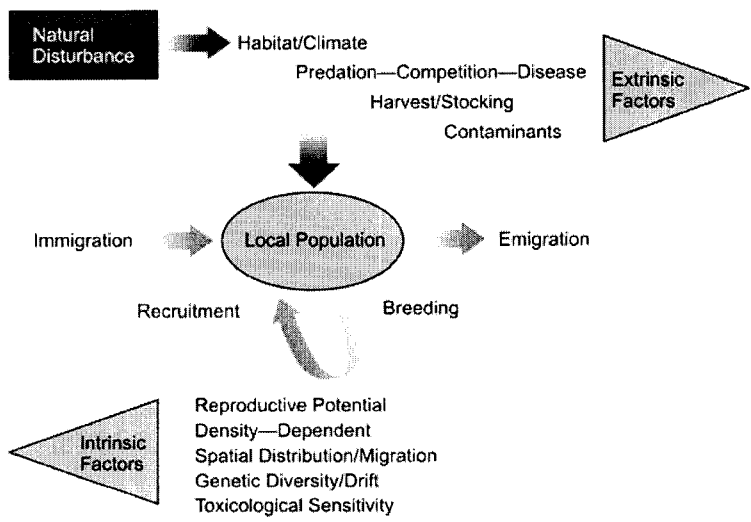 Natural
Disturbance
Habitat/Climate
Predation—Competition—Disease
Harvest/Stocking
Contaminants
Extrinsic
Factors
Immigration
Local Population
Emigration
Recruitment
Breeding
Intrinsic
Factors
Reproductive Potential
Density—Dependent
Spatial Distribution/Migration
Genetic Diversity/Drift
Toxicological Sensitivity